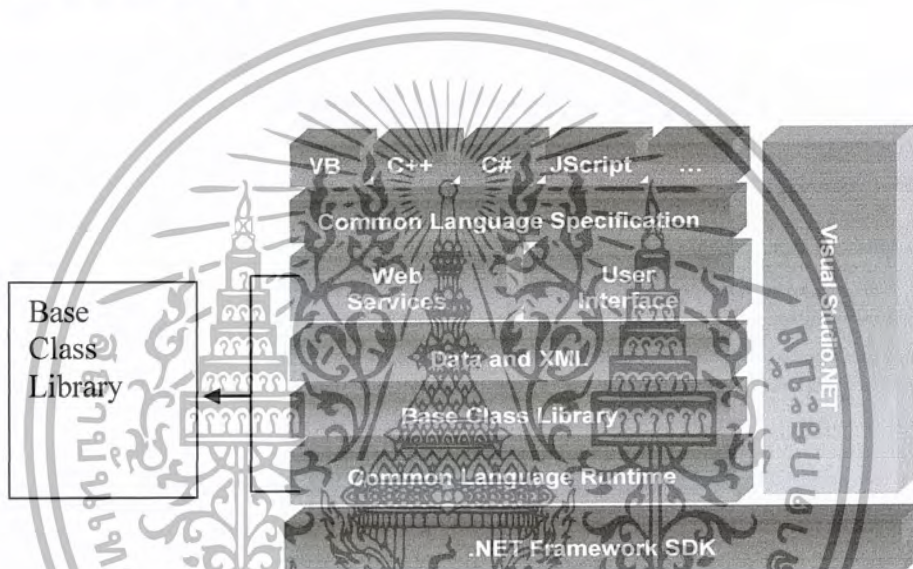 VB C++ C# JScript ...
Common Language Specification
Web Services
User Interface
Data and XML
Base Class Library
Common Language Runtime
.NET Framework SDK
Visual Studio.NET
Base
Class
Library